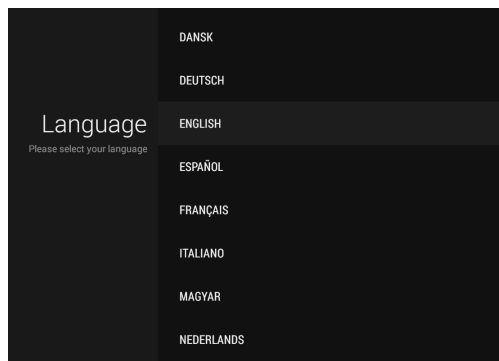 Language
Please select your language
DANSK
DEUTSCH
ENGLISH
ESPAÑOL
FRANÇAIS
ITALIANO
MAGYAR
NEDERLANDS